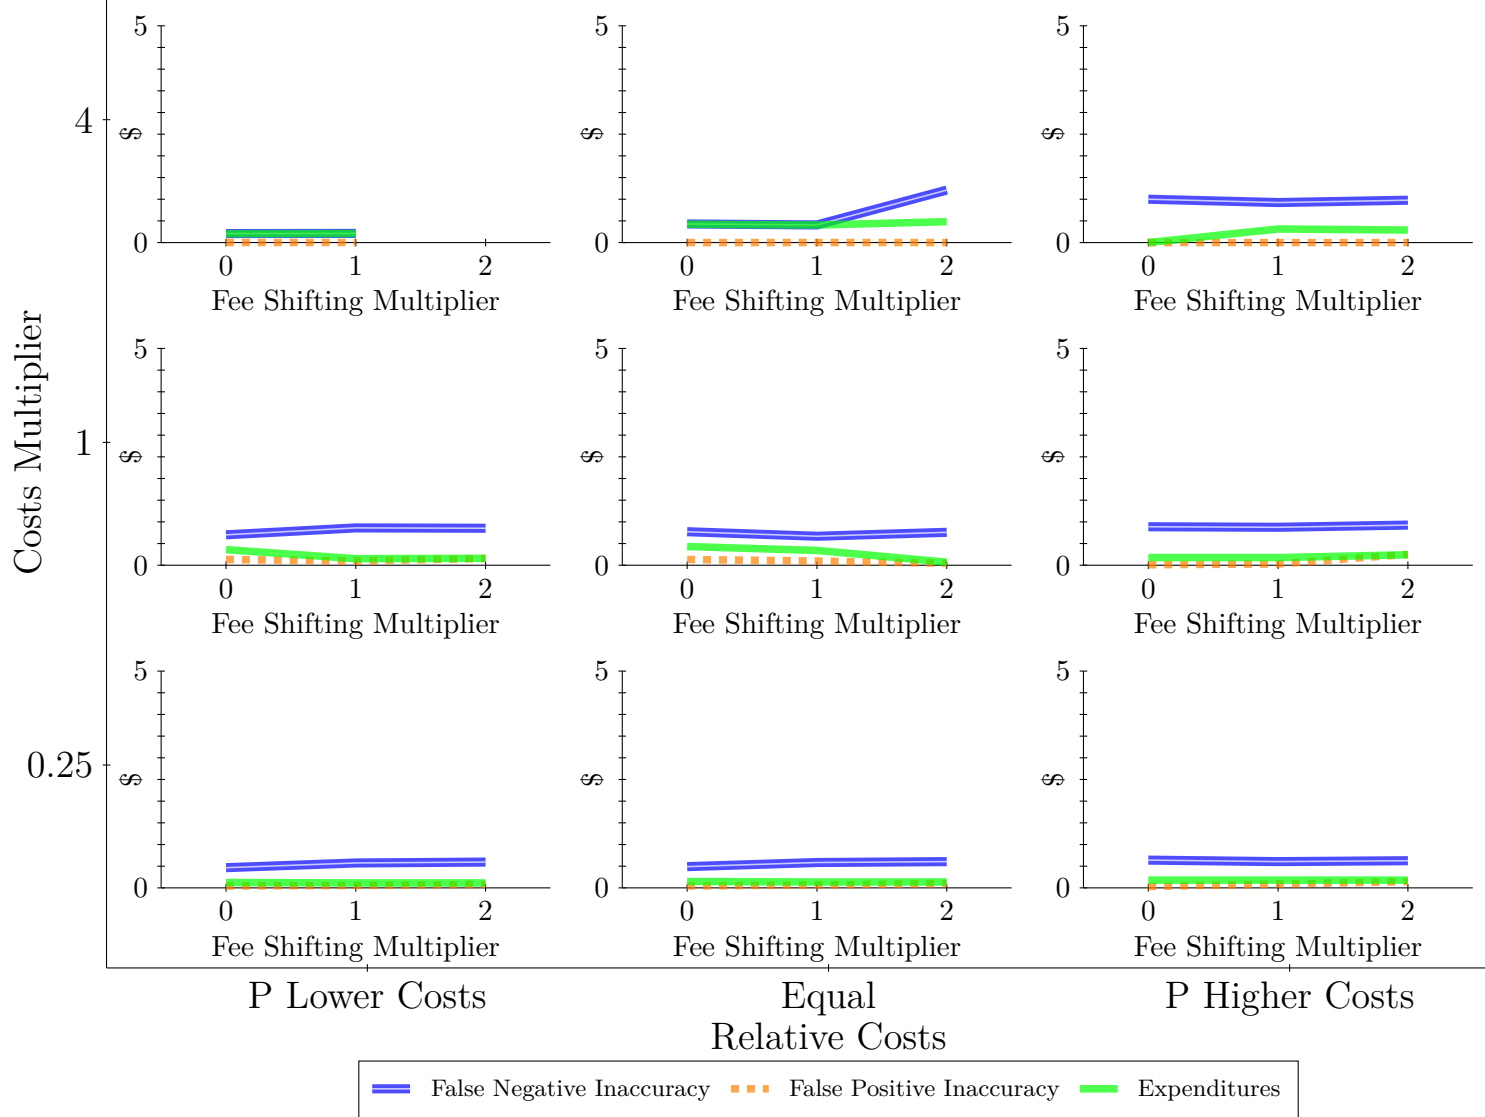 Costs Multiplier
4
5
$
0
0 1 2
Fee Shifting Multiplier
5
$
0
0 1 2
Fee Shifting Multiplier
5
$
0
0 1 2
Fee Shifting Multiplier
1
5
$
0
0 1 2
Fee Shifting Multiplier
5
$
0
0 1 2
Fee Shifting Multiplier
5
$
0
0 1 2
Fee Shifting Multiplier
0.25
5
$
0
0 1 2
Fee Shifting Multiplier
5
$
0
0 1 2
Fee Shifting Multiplier
5
$
0
0 1 2
Fee Shifting Multiplier
P Lower Costs Equal P Higher Costs
Relative Costs
False Negative Inaccuracy False Positive Inaccuracy Expenditures